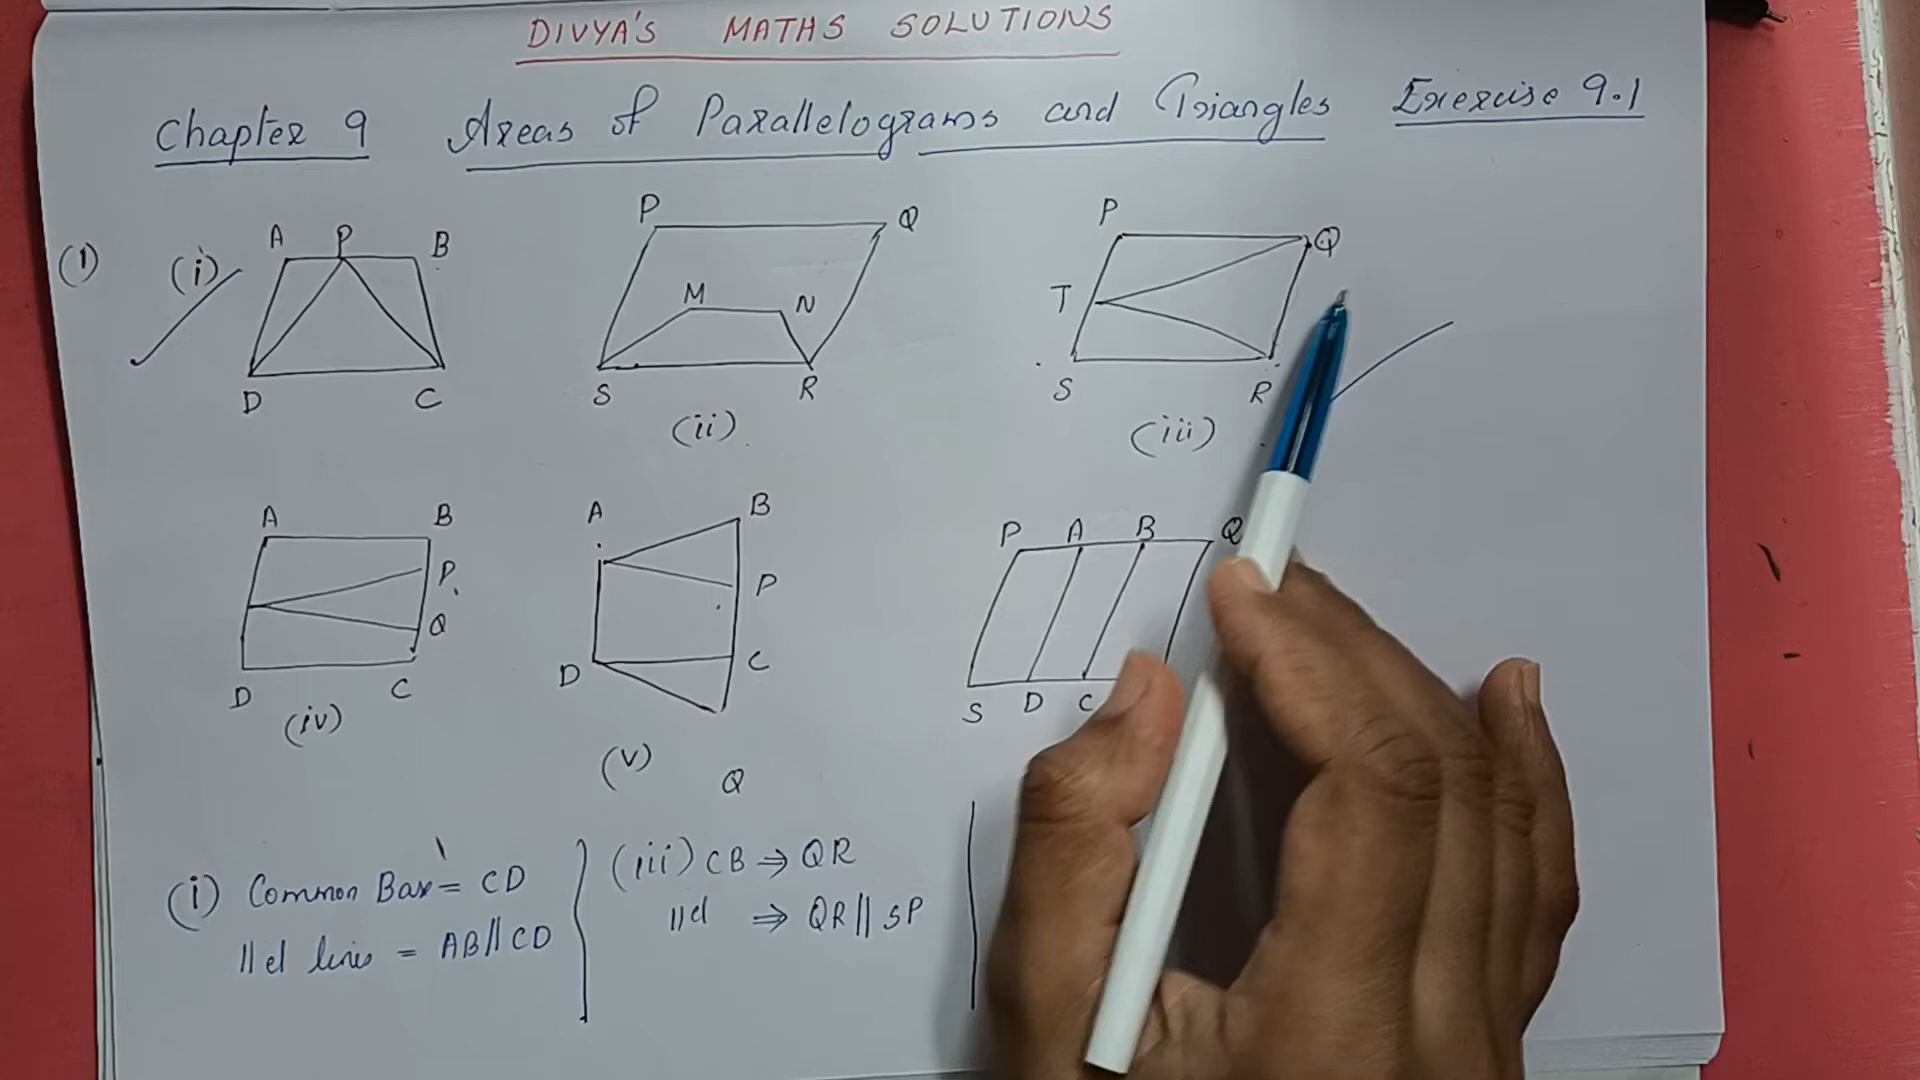 DIVYA'S MATHS SOLUTIONS
Chapter 9 Areas of Parallelograms and Triangles Exercise 9.1
(1) (i) A P B
D C
P Q
M N
S R
(ii)
P Q
T
S R
(iii)
A B
P
Q
D C
(iv)
A B
P
D C
(v) Q
P A B Q
S D C
(i) Common Base = CD
||el lines = AB||CD
(iii) CB ⇒ QR
||el ⇒ QR||SP